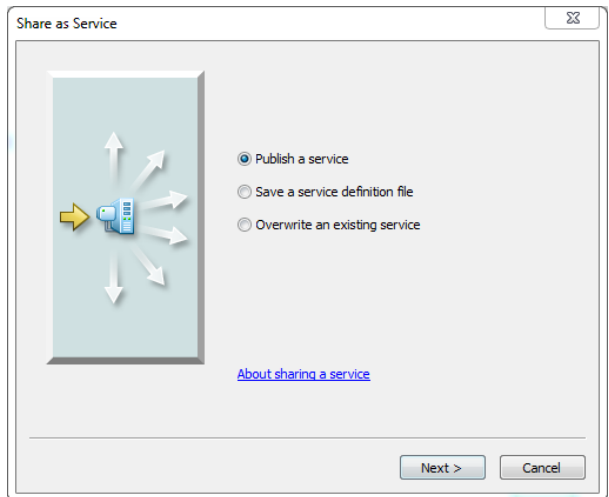 Share as Service
Publish a service
Save a service definition file
Overwrite an existing service
About sharing a service
Next >
Cancel